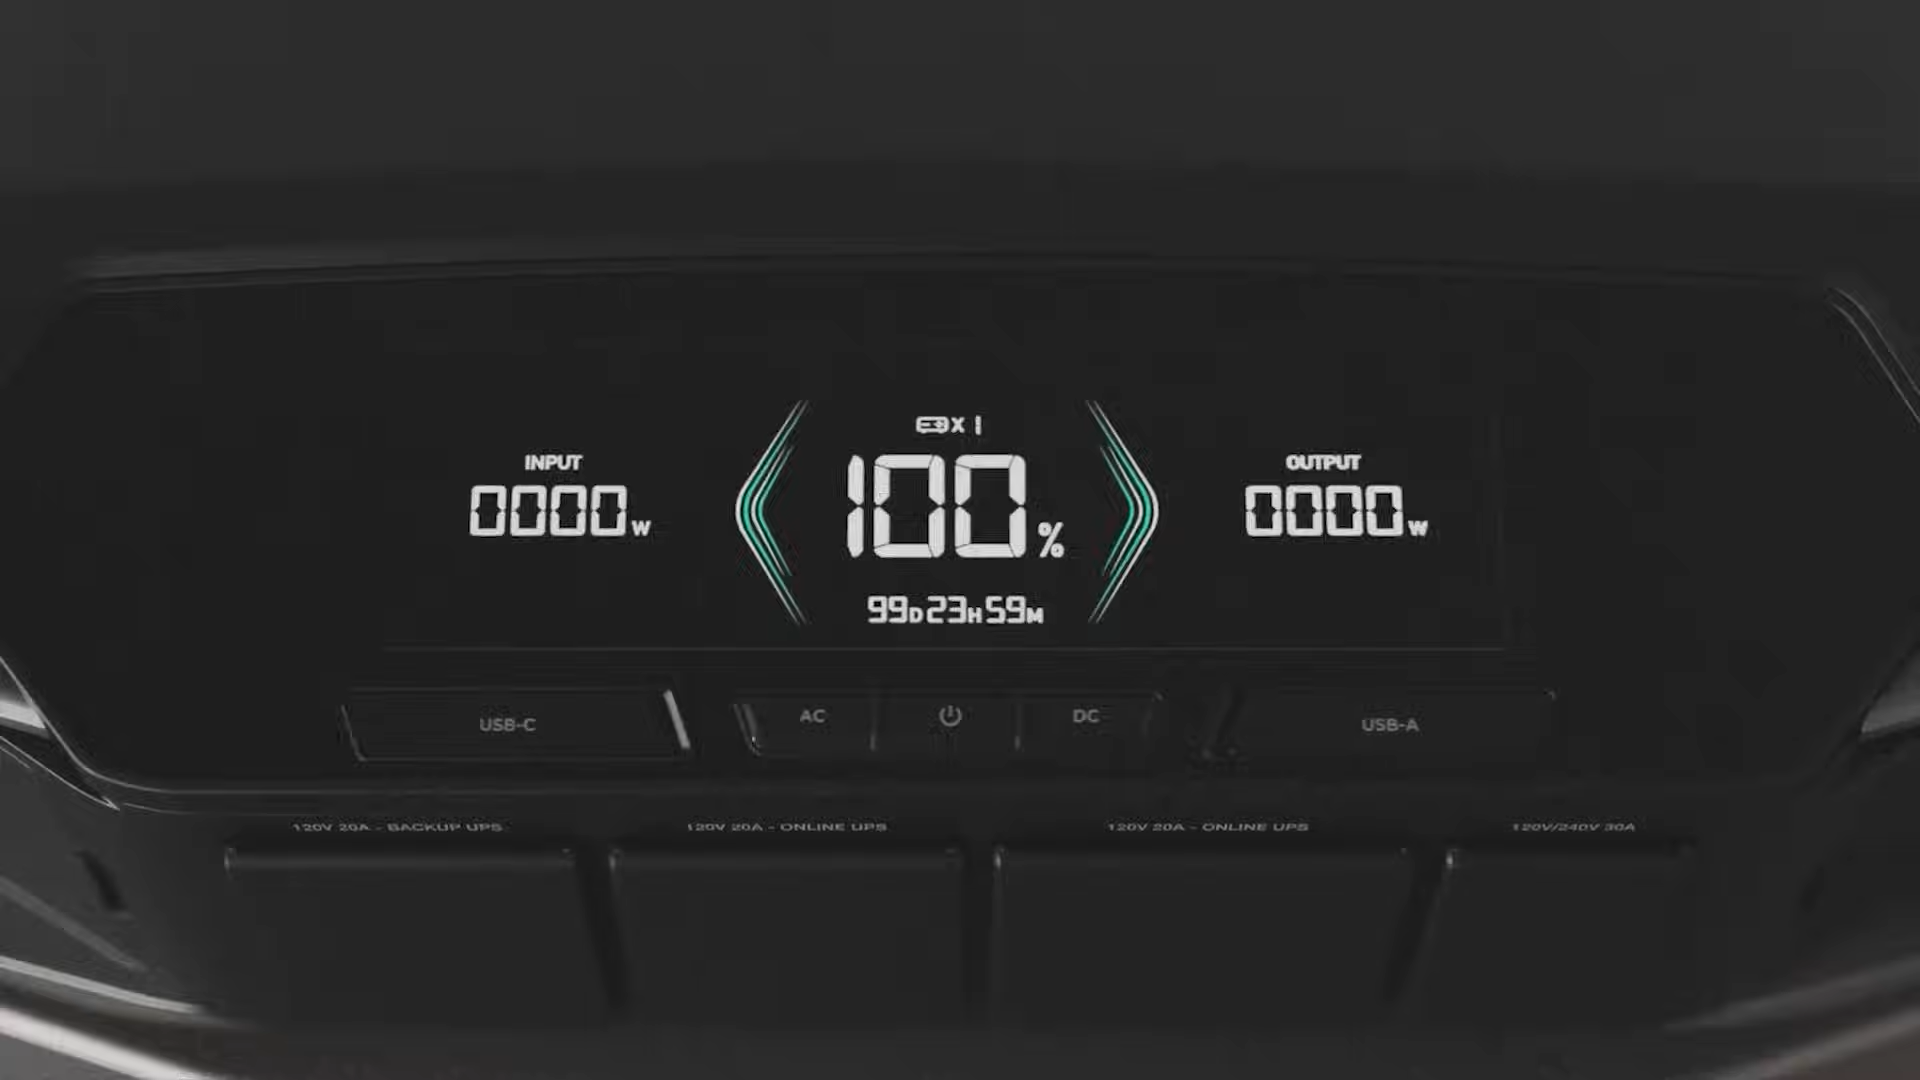 X 1
INPUT
0000W
100%
OUTPUT
0000W
99D23H59M
USB-C
AC
DC
USB-A
120V 20A - BACKUP UPS
120V 20A - ONLINE UPS
120V 20A - ONLINE UPS
120V/240V 30A